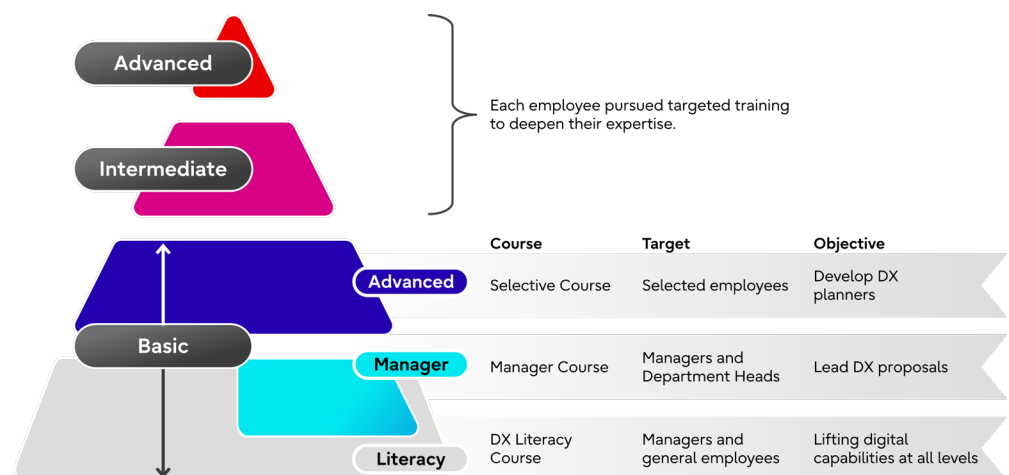 Advanced
Each employee pursued targeted training
to deepen their expertise.
Intermediate
Course Target Objective
Advanced
Selective Course
Selected employees
Develop DX
planners
Basic
Manager
Manager Course
Managers and
Department Heads
Lead DX proposals
Literacy
DX Literacy
Course
Managers and
general employees
Lifting digital
capabilities at all levels